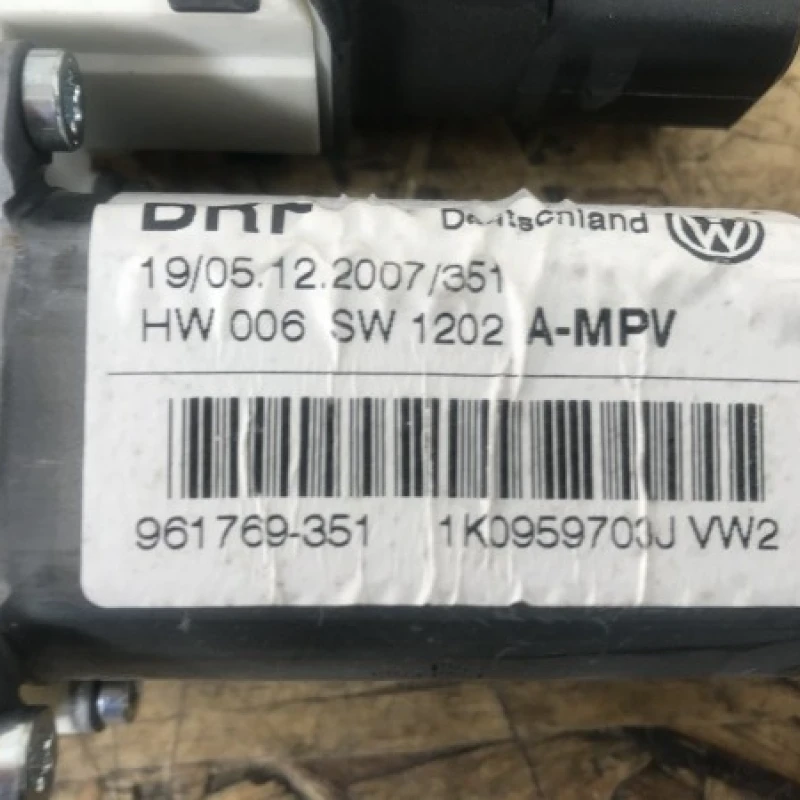 Deutschland
19/05.12.2007/351
HW 006 SW 1202 A-MPV
961769-351 1K0959703J VW2